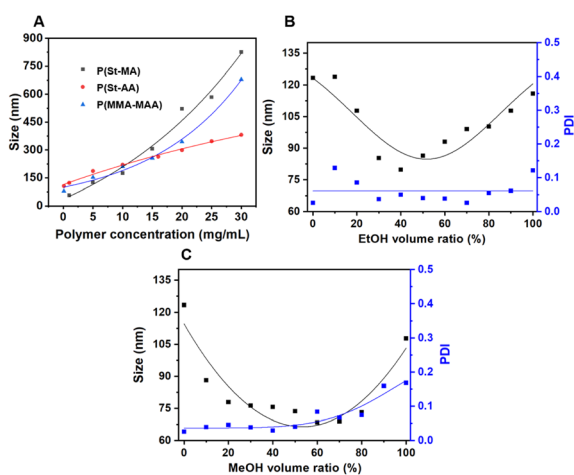 A
900
750
600
450
300
150
0
Size (nm)
P(St-MA)
P(St-AA)
P(MMA-MAA)
0 5 10 15 20 25 30
Polymer concentration (mg/mL)
B
135
120
105
90
75
60
Size (nm)
0.5
0.4
0.3
0.2
0.1
0.0
PDI
0 20 40 60 80 100
EtOH volume ratio (%)
C
135
120
105
90
75
60
Size (nm)
0.5
0.4
0.3
0.2
0.1
0.0
PDI
0 20 40 60 80 100
MeOH volume ratio (%)